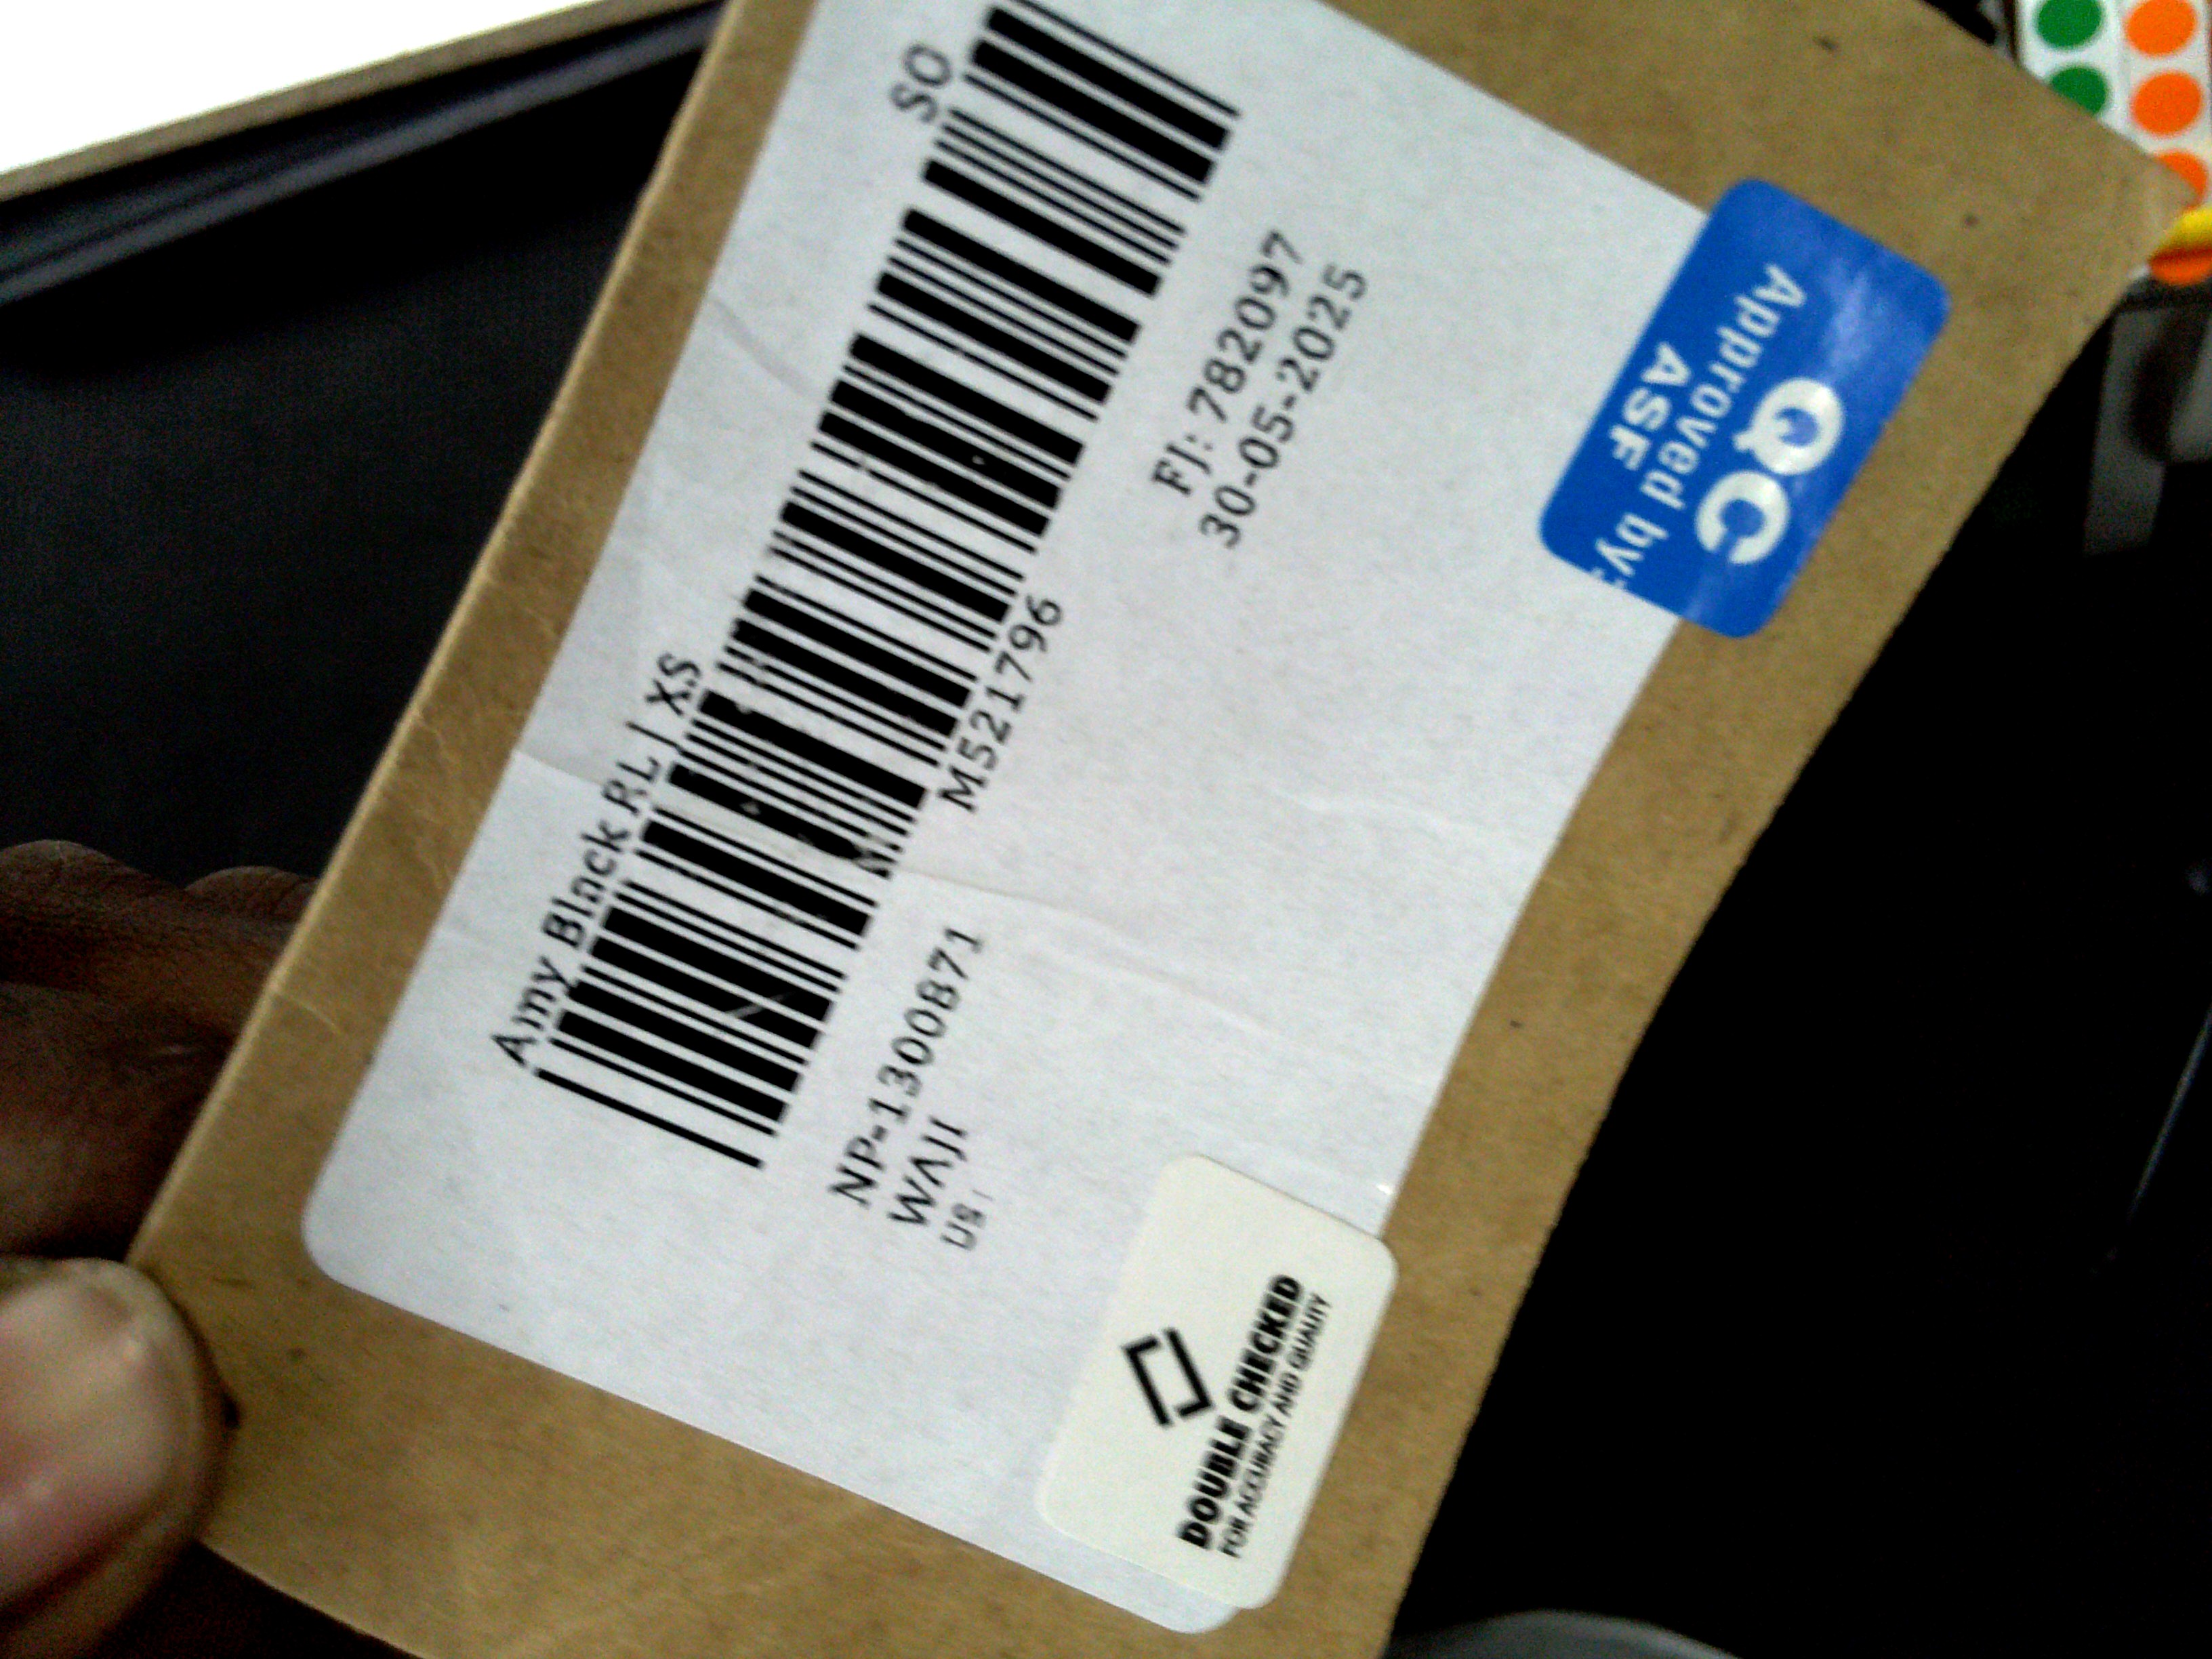 Amy Black RL | XS
SO
M521796
NP-1300871
WAJI
US |
FJ: 782097
30-05-2025
QC
Approved by:
ASF
DOUBLE CHECKED
FOR ACCURACY AND QUALITY